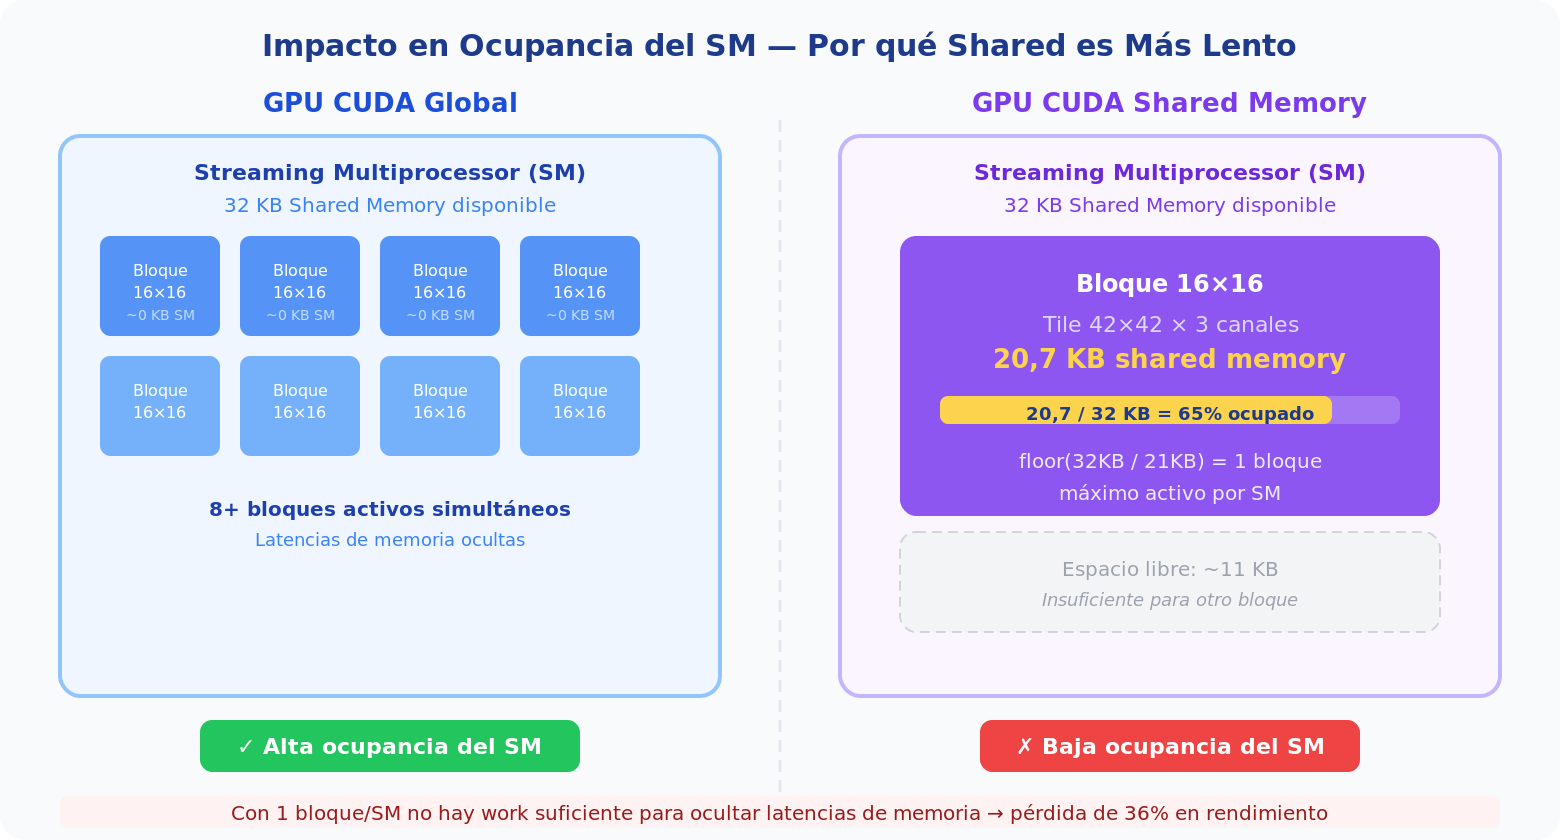 Impacto en Ocupancia del SM — Por qué Shared es Más Lento
GPU CUDA Global
Streaming Multiprocessor (SM)
32 KB Shared Memory disponible
Bloque
16×16
~0 KB SM
Bloque
16×16
~0 KB SM
Bloque
16×16
~0 KB SM
Bloque
16×16
~0 KB SM
Bloque
16×16
Bloque
16×16
Bloque
16×16
Bloque
16×16
8+ bloques activos simultáneos
Latencias de memoria ocultas
✓ Alta ocupancia del SM
GPU CUDA Shared Memory
Streaming Multiprocessor (SM)
32 KB Shared Memory disponible
Bloque 16×16
Tile 42×42 × 3 canales
20,7 KB shared memory
20,7 / 32 KB = 65% ocupado
floor(32KB / 21KB) = 1 bloque
máximo activo por SM
Espacio libre: ~11 KB
Insuficiente para otro bloque
✗ Baja ocupancia del SM
Con 1 bloque/SM no hay work suficiente para ocultar latencias de memoria → pérdida de 36% en rendimiento